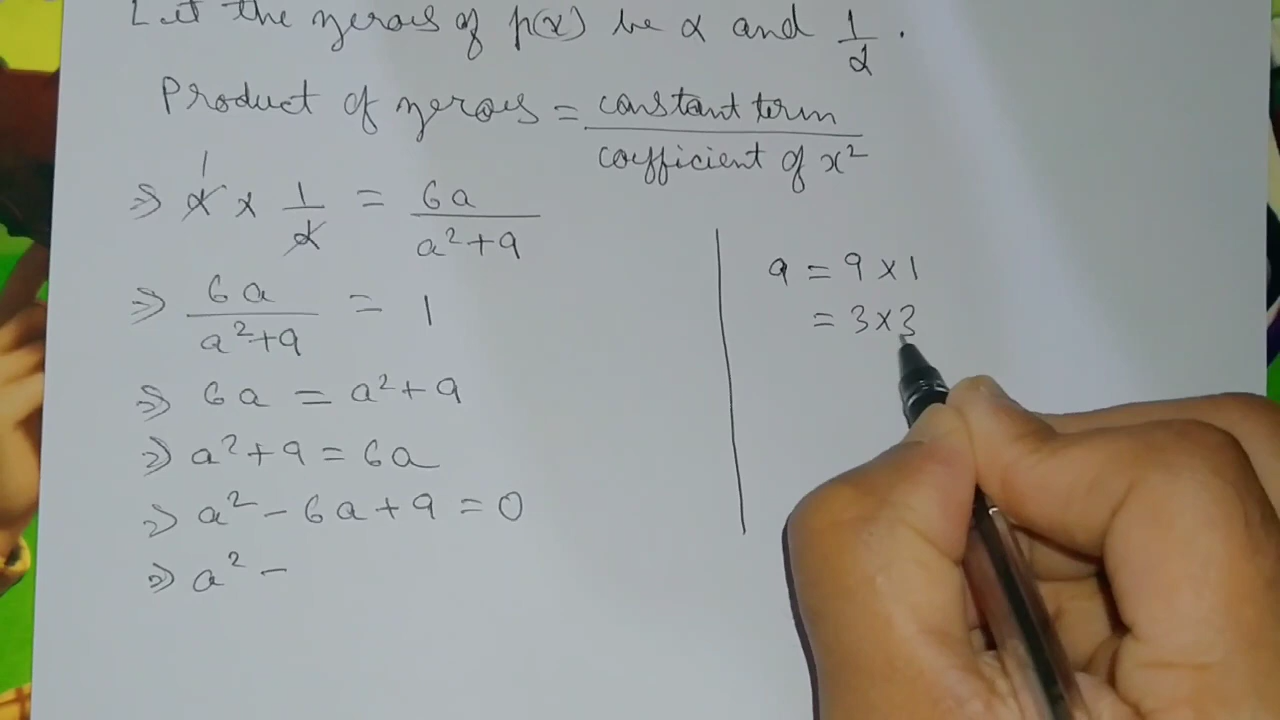 Let the zeroes of p(x) be α and 1/α.
Product of zeroes = constant term / coefficient of x²
1
⇒ α × 1/α = 6a / a²+9
⇒ 6a / a²+9 = 1
⇒ 6a = a²+9
⇒ a²+9 = 6a
⇒ a² - 6a + 9 = 0
⇒ a² -
9 = 9 × 1
= 3 × 3